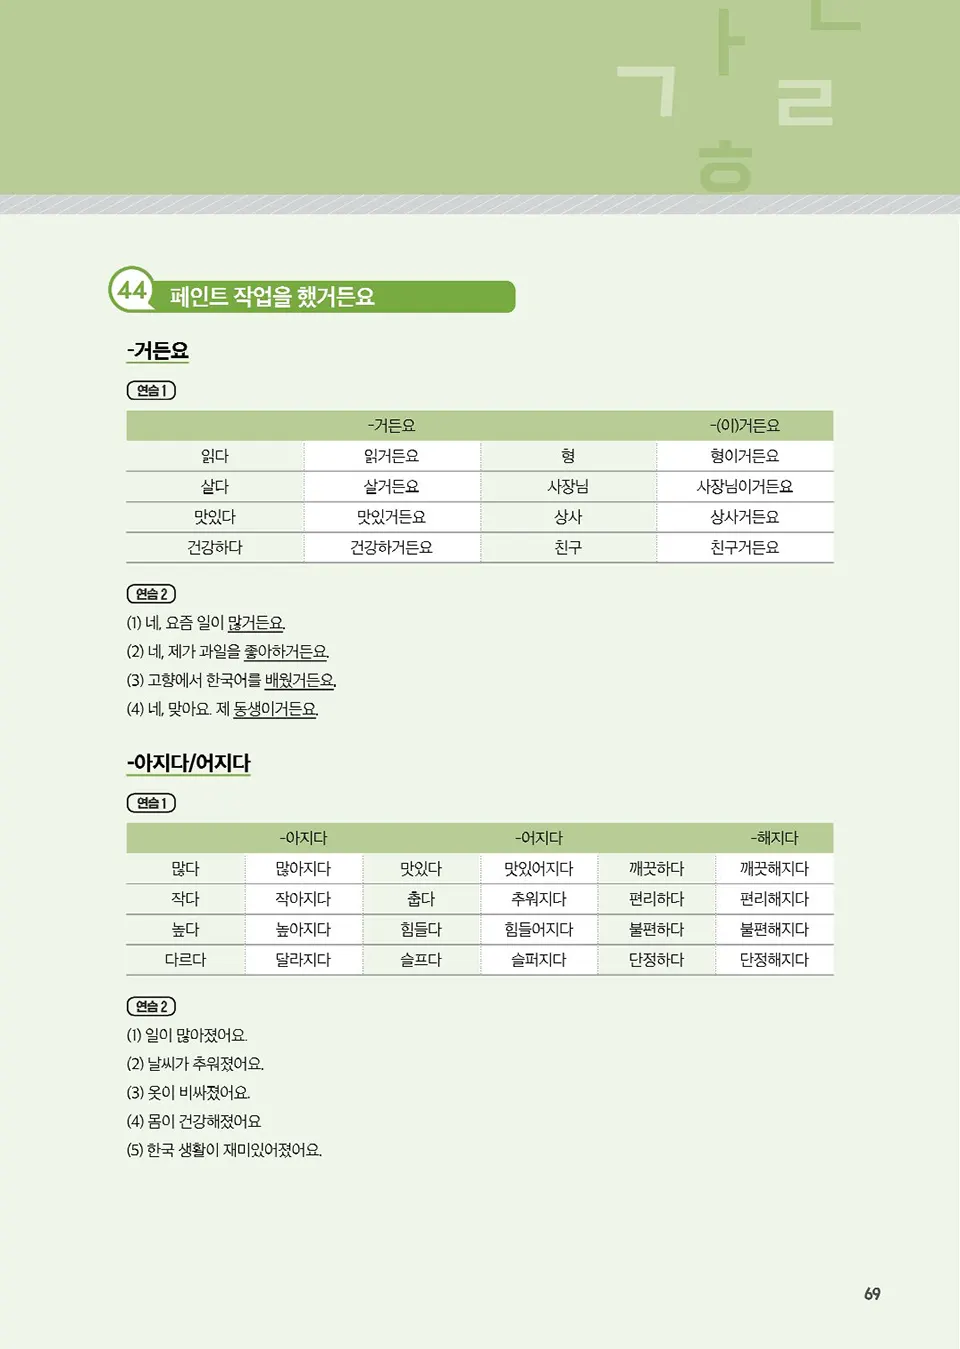 ㄱ ㅏ ㄴ ㄹ ㅎ
44 페인트 작업을 했거든요
-거든요
연습 1
-거든요 -(이)거든요
읽다 읽거든요 형 형이거든요
살다 살거든요 사장님 사장님이거든요
맛있다 맛있거든요 상사 상사거든요
건강하다 건강하거든요 친구 친구거든요
연습 2
(1) 네, 요즘 일이 많거든요.
(2) 네, 제가 과일을 좋아하거든요.
(3) 고향에서 한국어를 배웠거든요.
(4) 네, 맞아요. 제 동생이거든요.
-아지다/어지다
연습 1
-아지다 -어지다 -해지다
많다 많아지다 맛있다 맛있어지다 깨끗하다 깨끗해지다
작다 작아지다 춥다 추워지다 편리하다 편리해지다
높다 높아지다 힘들다 힘들어지다 불편하다 불편해지다
다르다 달라지다 슬프다 슬퍼지다 단정하다 단정해지다
연습 2
(1) 일이 많아졌어요.
(2) 날씨가 추워졌어요.
(3) 옷이 비싸졌어요.
(4) 몸이 건강해졌어요
(5) 한국 생활이 재미있어졌어요.
69